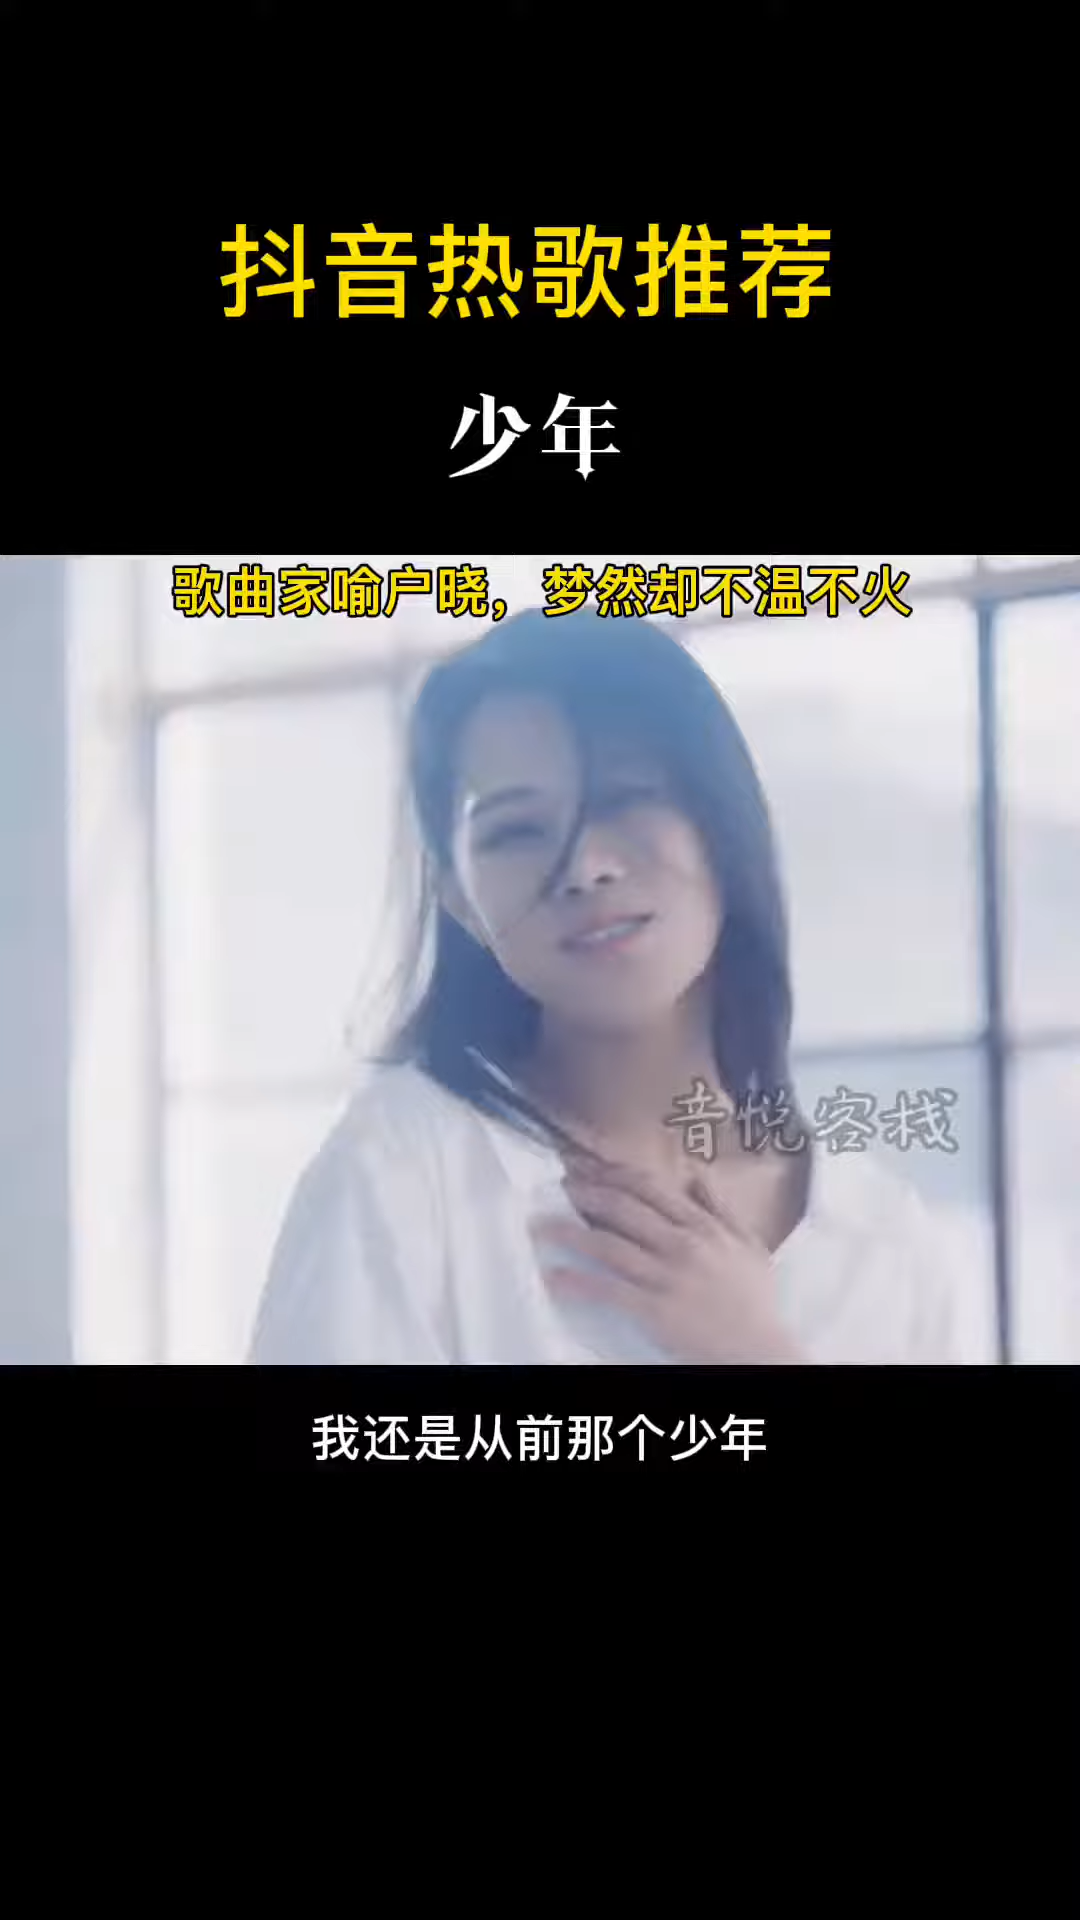 抖音热歌推荐
少年
歌曲家喻户晓，梦然却不温不火
音悦客栈
我还是从前那个少年